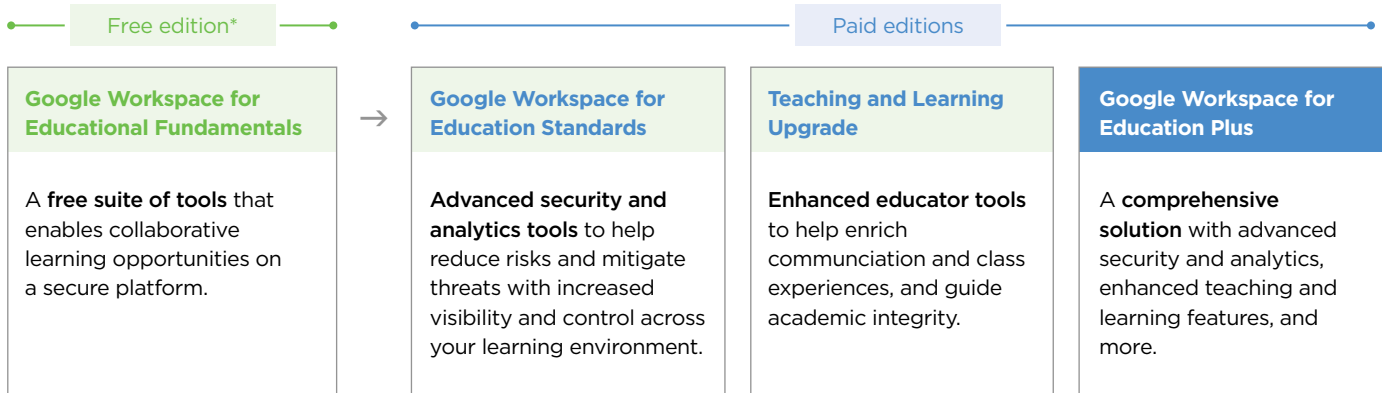 Free edition*
Paid editions
Google Workspace for
Educational Fundamentals
→
Google Workspace for
Education Standards
Teaching and Learning
Upgrade
Google Workspace for
Education Plus
A free suite of tools that
enables collaborative
learning opportunities on
a secure platform.
Advanced security and
analytics tools to help
reduce risks and mitigate
threats with increased
visibility and control across
your learning environment.
Enhanced educator tools
to help enrich
communciation and class
experiences, and guide
academic integrity.
A comprehensive
solution with advanced
security and analytics,
enhanced teaching and
learning features, and
more.